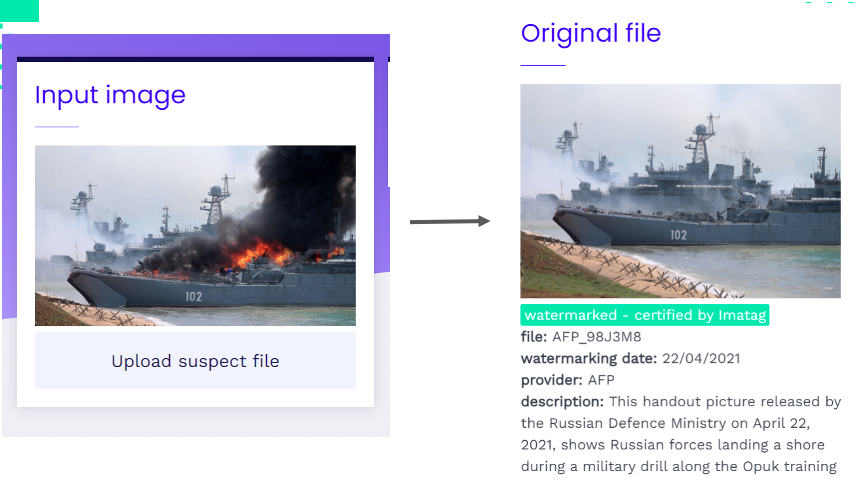 Input image
102
Upload suspect file
Original file
102
watermarked - certified by Imatag
file: AFP_98J3M8
watermarking date: 22/04/2021
provider: AFP
description: This handout picture released by
the Russian Defence Ministry on April 22,
2021, shows Russian forces landing a shore
during a military drill along the Opuk training